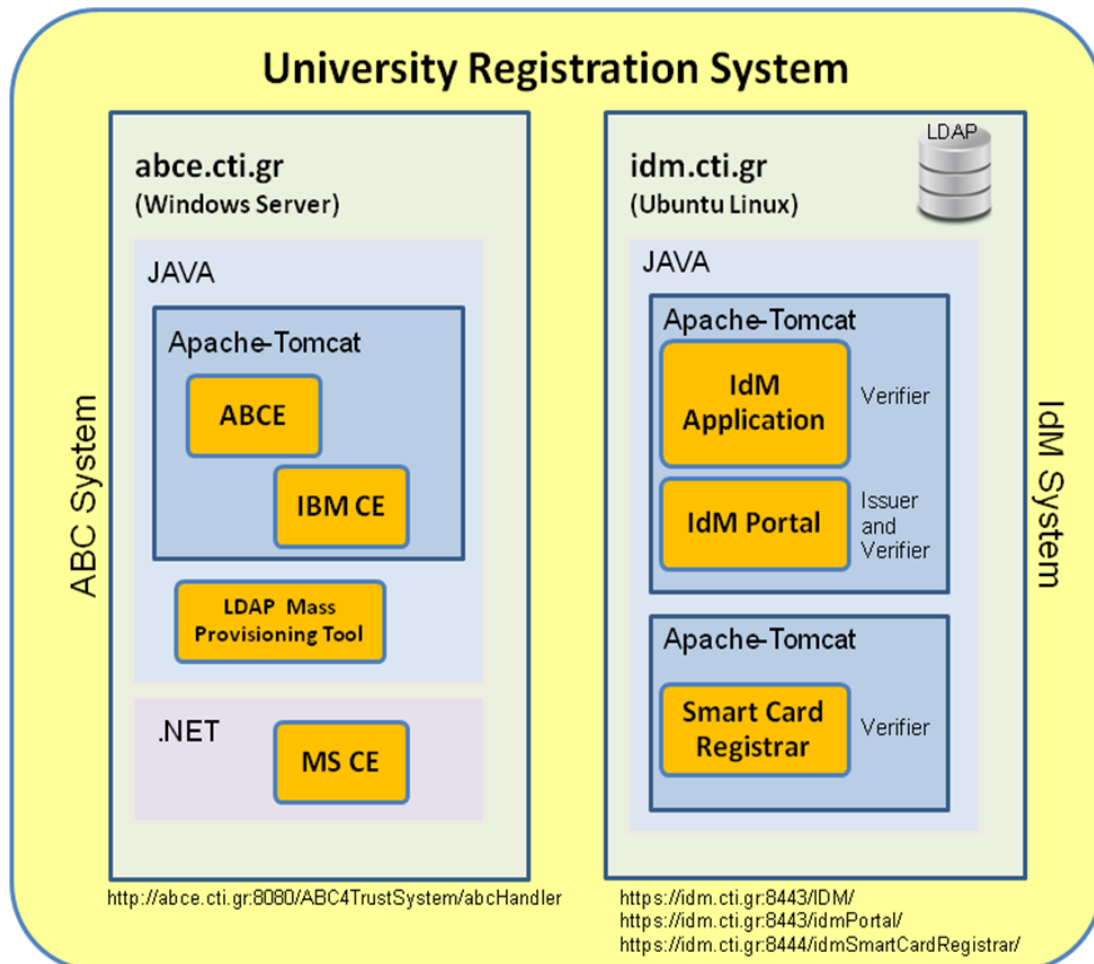 University Registration System
abce.cti.gr
(Windows Server)
JAVA
Apache-Tomcat
ABCE
IBM CE
LDAP Mass
Provisioning Tool
.NET
MS CE
ABC System
http://abce.cti.gr:8080/ABC4TrustSystem/abcHandler
LDAP
idm.cti.gr
(Ubuntu Linux)
JAVA
Apache-Tomcat
IdM
Application
Verifier
IdM Portal
Issuer
and
Verifier
Apache-Tomcat
Smart Card
Registrar
Verifier
IdM System
https://idm.cti.gr:8443/IDM/
https://idm.cti.gr:8443/idmPortal/
https://idm.cti.gr:8444/idmSmartCardRegistrar/